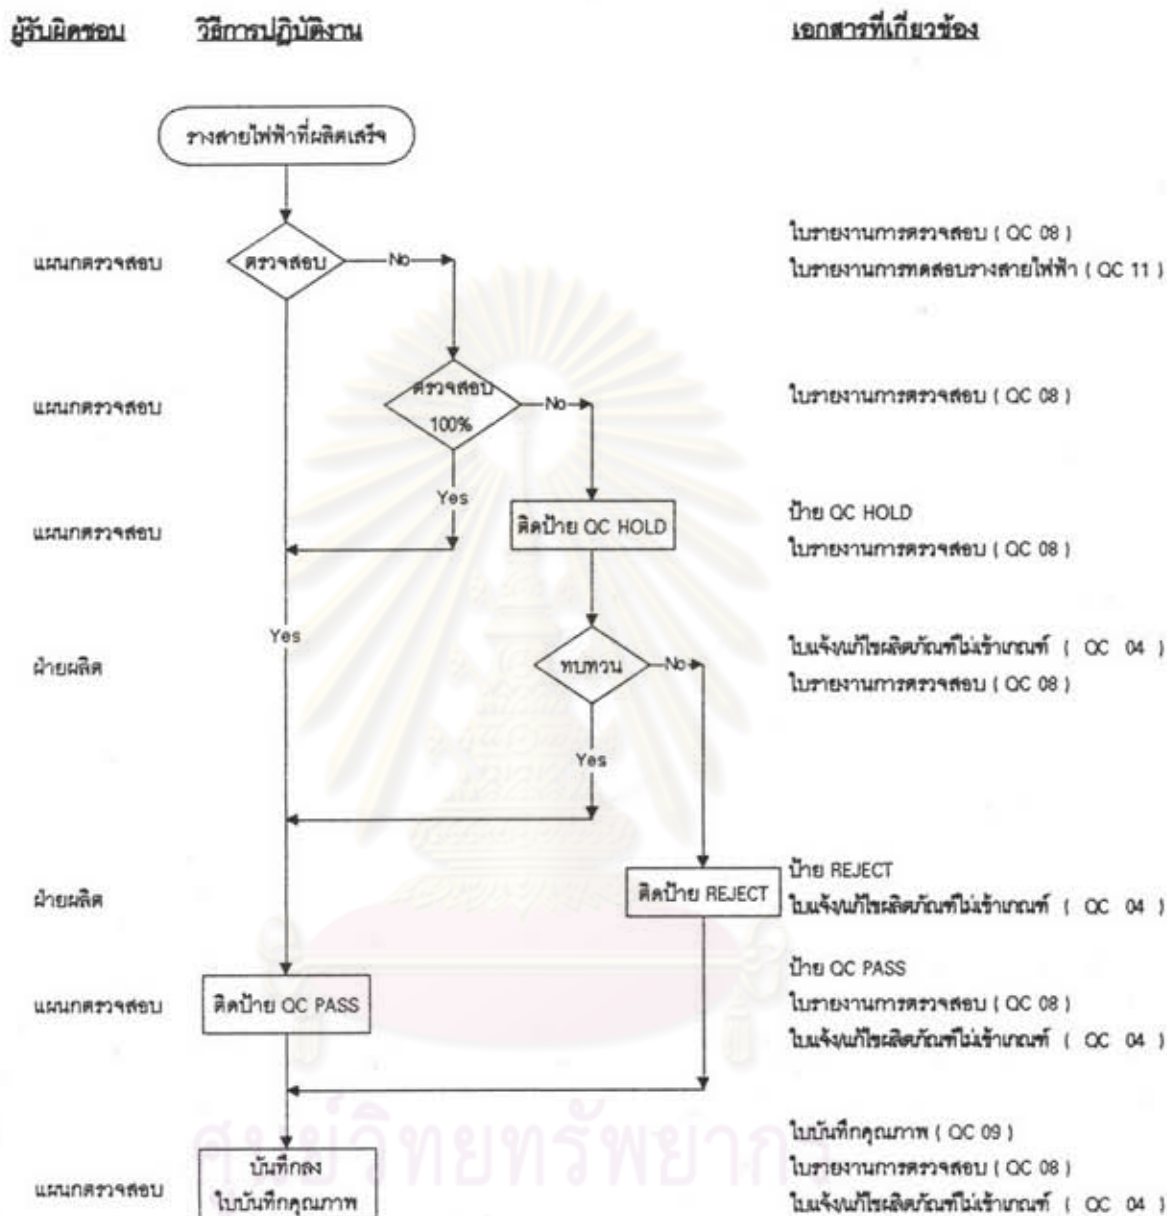 ผู้รับผิดชอบ วิธีการปฏิบัติงาน เอกสารที่เกี่ยวข้อง
รางสายไฟฟ้าที่ผลิตเสร็จ
แผนกตรวจสอบ ตรวจสอบ No ใบรายงานการตรวจสอบ ( QC 08 )
ใบรายงานการทดสอบรางสายไฟฟ้า ( QC 11 )
แผนกตรวจสอบ ตรวจสอบ No ใบรายงานการตรวจสอบ ( QC 08 )
100%
Yes
แผนกตรวจสอบ ติดป้าย QC HOLD ป้าย QC HOLD
ใบรายงานการตรวจสอบ ( QC 08 )
Yes
ฝ่ายผลิต ทบทวน No ใบแจ้ง/แก้ไขผลิตภัณฑ์ไม่เข้าเกณฑ์ ( QC 04 )
ใบรายงานการตรวจสอบ ( QC 08 )
Yes
ฝ่ายผลิต ติดป้าย REJECT ป้าย REJECT
ใบแจ้ง/แก้ไขผลิตภัณฑ์ไม่เข้าเกณฑ์ ( QC 04 )
แผนกตรวจสอบ ติดป้าย QC PASS ป้าย QC PASS
ใบรายงานการตรวจสอบ ( QC 08 )
ใบแจ้ง/แก้ไขผลิตภัณฑ์ไม่เข้าเกณฑ์ ( QC 04 )
ศูนย์วิทยทรัพยากร
แผนกตรวจสอบ บันทึกลง ใบบันทึกคุณภาพ ( QC 09 )
ใบบันทึกคุณภาพ ใบรายงานการตรวจสอบ ( QC 08 )
ใบแจ้ง/แก้ไขผลิตภัณฑ์ไม่เข้าเกณฑ์ ( QC 04 )